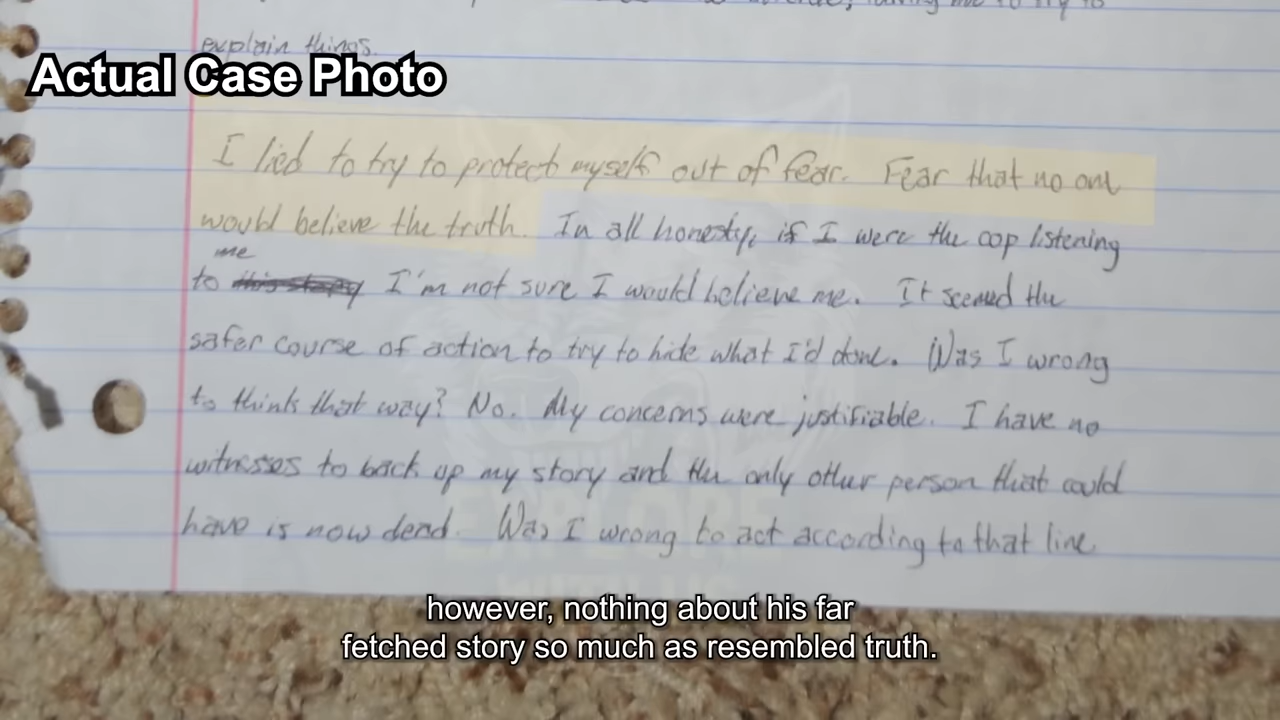 explain things.
Actual Case Photo
I lied to try to protect myself out of fear. Fear that no one
would believe the truth. In all honesty, if I were the cop listening
me
to this story I'm not sure I would believe me. It seemed the
safer course of action to try to hide what I'd done. Was I wrong
to think that way? No. My concerns were justifiable. I have no
witnesses to back up my story and the only other person that could
have is now dead. Was I wrong to act according to that line
EXPLORE
WITH US
however, nothing about his far
fetched story so much as resembled truth.